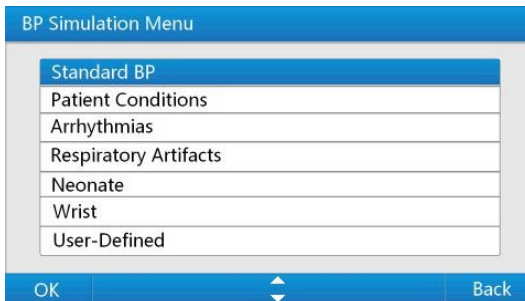 BP Simulation Menu
Standard BP
Patient Conditions
Arrhythmias
Respiratory Artifacts
Neonate
Wrist
User-Defined
OK Back